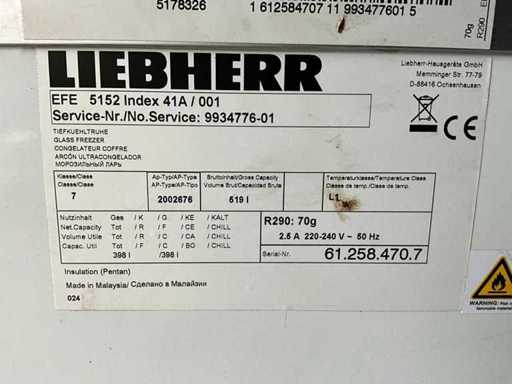 5178326
1 612584707 11 993477601 5
70g
R290
LIEBHERR
Liebherr-Hausgeräte GmbH
Memminger Str. 77-79
D-88416 Ochsenhausen
EFE 5152 Index 41A / 001
Service-Nr./No.Service: 9934776-01
TIEFKUEHLTRUHE
GLASS FREEZER
CONGELATEUR COFFRE
ARCÓN ULTRACONGELADOR
МОРОЗИЛЬНЫЙ ЛАРЬ
Klasse/Class
Clase/Classe
7
Ap-Typ/AP-Type
AP-Type/AP-Tipo
2002676
Bruttoinhalt/Gross Capacity
Volume Brut/Capacidad Bruta
519 l
Temperaturklasse/Temperature Class
Classe de temp./Clase de temp.
L1
Nutzinhalt Ges / K / G / KE / KALT
Net.Capacity Tot / R / F / CE / CHILL
Volume Utile Tot / R / C / CA / CHILL
Cap.Util Tot / F / C / BG / CHILL
398 l /398 l
R290: 70g
2.5 A 220-240 V ~ 50 Hz
Serial-Nr. 61.258.470.7
Insulation (Pentan)
Made in Malaysia/ Сделано в Малайзии
024
WARNING: Risk